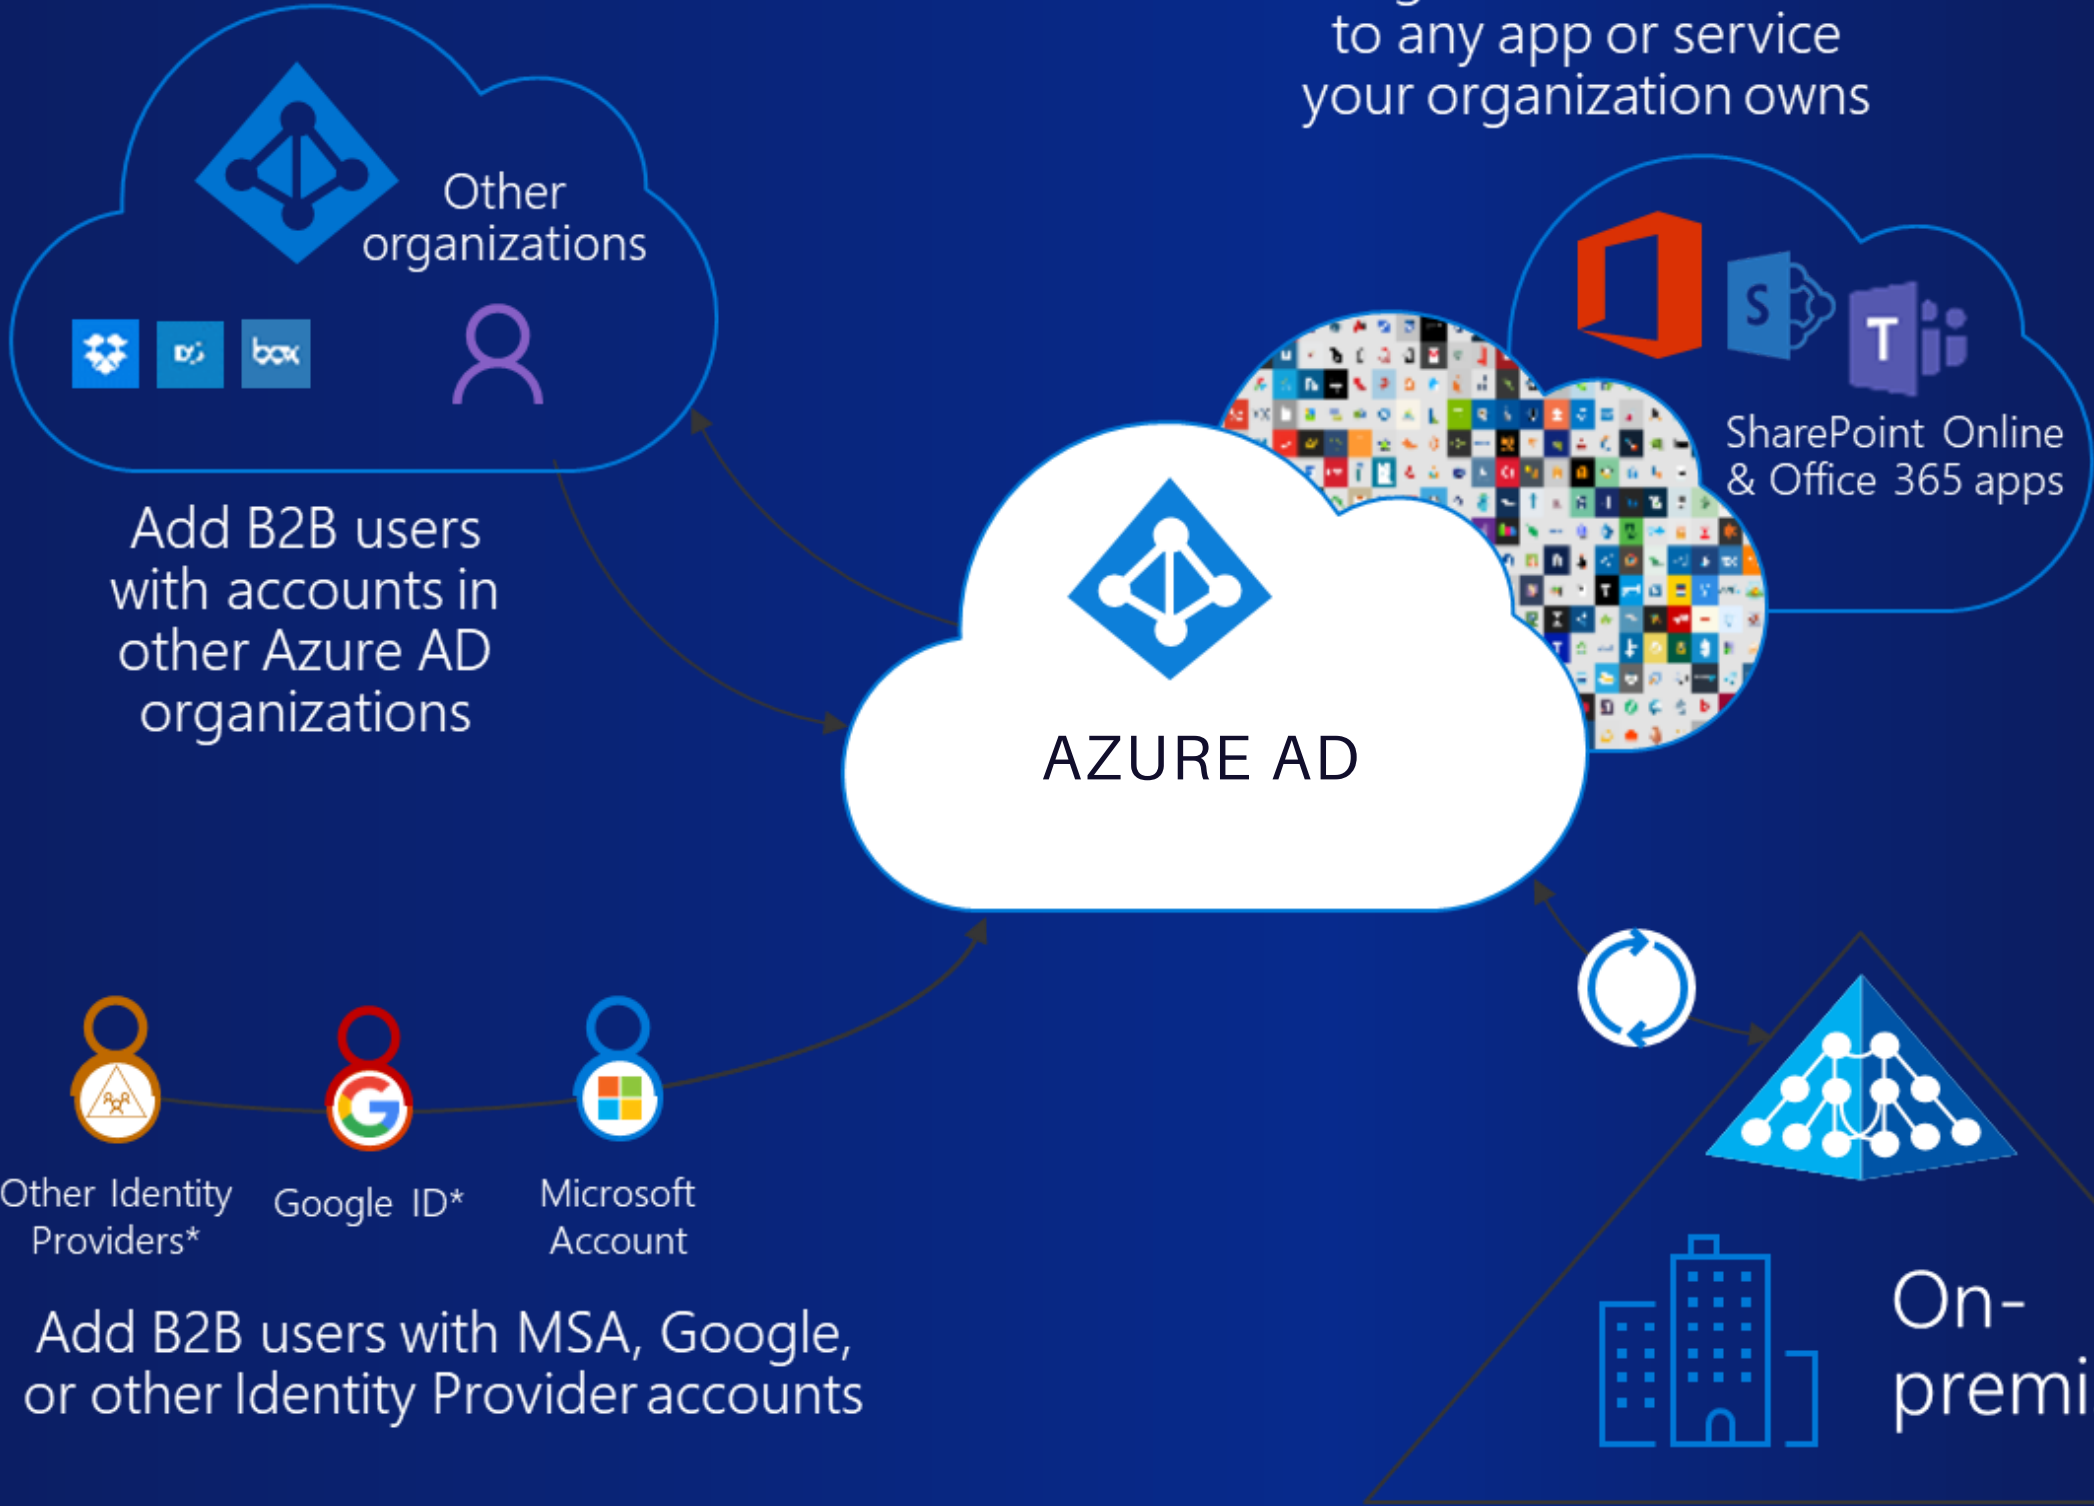 to any app or service
your organization owns
Other
organizations
box
Add B2B users
with accounts in
other Azure AD
organizations
S
T
SharePoint Online
& Office 365 apps
AZURE AD
Other Identity
Providers*
Google ID*
Microsoft
Account
Add B2B users with MSA, Google,
or other Identity Provider accounts
On-
premi